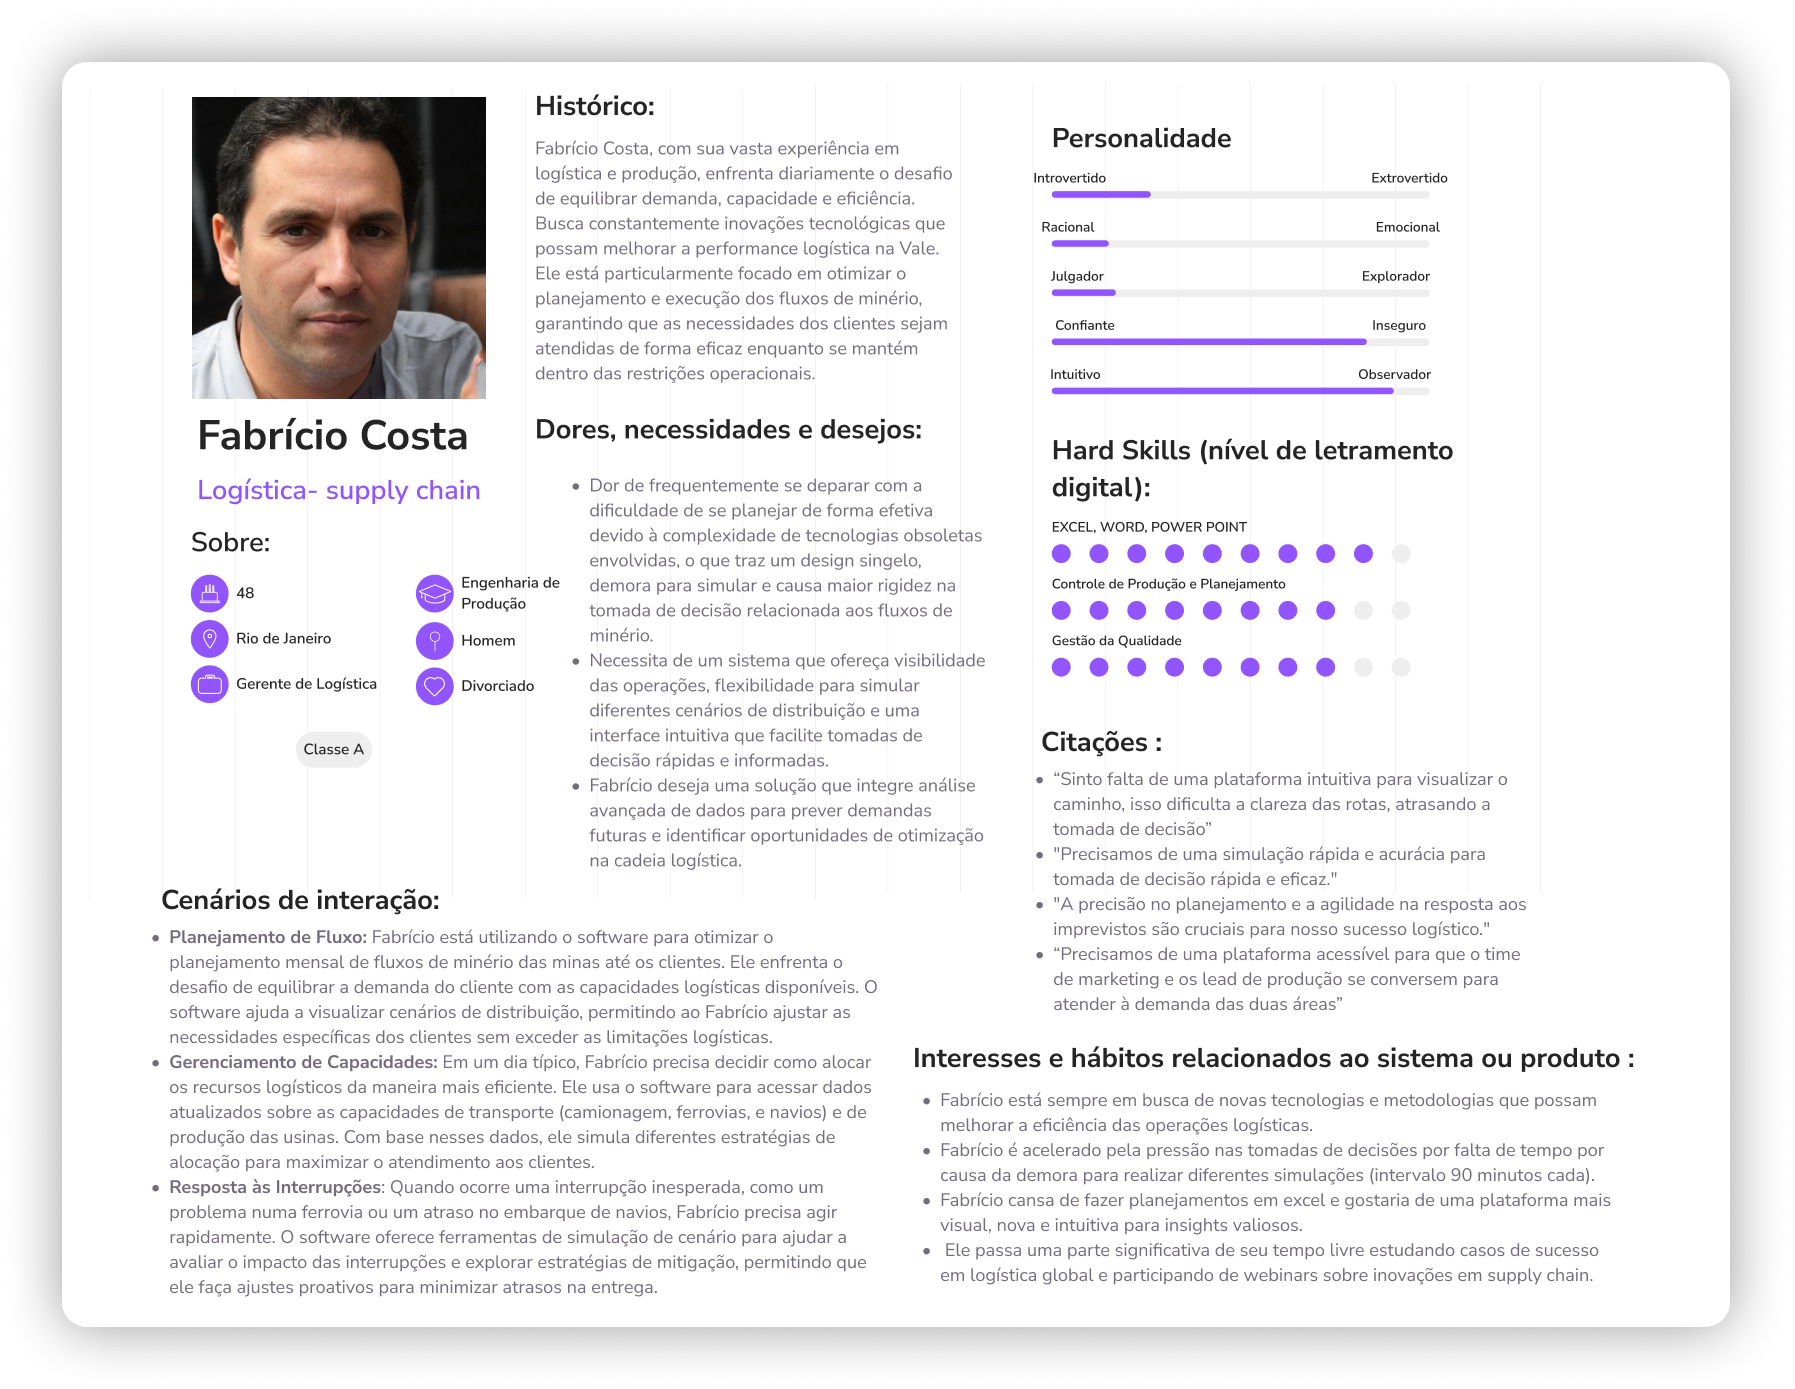 Fabrício Costa
Logística- supply chain
Sobre:
48
Rio de Janeiro
Gerente de Logística
Engenharia de
Produção
Homem
Divorciado
Classe A
Histórico:
Fabrício Costa, com sua vasta experiência em
logística e produção, enfrenta diariamente o desafio
de equilibrar demanda, capacidade e eficiência.
Busca constantemente inovações tecnológicas que
possam melhorar a performance logística na Vale.
Ele está particularmente focado em otimizar o
planejamento e execução dos fluxos de minério,
garantindo que as necessidades dos clientes sejam
atendidas de forma eficaz enquanto se mantém
dentro das restrições operacionais.
Dores, necessidades e desejos:
• Dor de frequentemente se deparar com a
dificuldade de se planejar de forma efetiva
devido à complexidade de tecnologias obsoletas
envolvidas, o que traz um design singelo,
demora para simular e causa maior rigidez na
tomada de decisão relacionada aos fluxos de
minério.
• Necessita de um sistema que ofereça visibilidade
das operações, flexibilidade para simular
diferentes cenários de distribuição e uma
interface intuitiva que facilite tomadas de
decisão rápidas e informadas.
• Fabrício deseja uma solução que integre análise
avançada de dados para prever demandas
futuras e identificar oportunidades de otimização
na cadeia logística.
Personalidade
Introvertido Extrovertido
Racional Emocional
Julgador Explorador
Confiante Inseguro
Intuitivo Observador
Hard Skills (nível de letramento
digital):
EXCEL, WORD, POWER POINT
Controle de Produção e Planejamento
Gestão da Qualidade
Citações :
• “Sinto falta de uma plataforma intuitiva para visualizar o
caminho, isso dificulta a clareza das rotas, atrasando a
tomada de decisão”
• "Precisamos de uma simulação rápida e acurácia para
tomada de decisão rápida e eficaz."
• "A precisão no planejamento e a agilidade na resposta aos
imprevistos são cruciais para nosso sucesso logístico."
• “Precisamos de uma plataforma acessível para que o time
de marketing e os lead de produção se conversem para
atender à demanda das duas áreas”
Cenários de interação:
• Planejamento de Fluxo: Fabrício está utilizando o software para otimizar o
planejamento mensal de fluxos de minério das minas até os clientes. Ele enfrenta o
desafio de equilibrar a demanda do cliente com as capacidades logísticas disponíveis. O
software ajuda a visualizar cenários de distribuição, permitindo ao Fabrício ajustar as
necessidades específicas dos clientes sem exceder as limitações logísticas.
• Gerenciamento de Capacidades: Em um dia típico, Fabrício precisa decidir como alocar
os recursos logísticos da maneira mais eficiente. Ele usa o software para acessar dados
atualizados sobre as capacidades de transporte (camionagem, ferrovias, e navios) e de
produção das usinas. Com base nesses dados, ele simula diferentes estratégias de
alocação para maximizar o atendimento aos clientes.
• Resposta às Interrupções: Quando ocorre uma interrupção inesperada, como um
problema numa ferrovia ou um atraso no embarque de navios, Fabrício precisa agir
rapidamente. O software oferece ferramentas de simulação de cenário para ajudar a
avaliar o impacto das interrupções e explorar estratégias de mitigação, permitindo que
ele faça ajustes proativos para minimizar atrasos na entrega.
Interesses e hábitos relacionados ao sistema ou produto :
• Fabrício está sempre em busca de novas tecnologias e metodologias que possam
melhorar a eficiência das operações logísticas.
• Fabrício é acelerado pela pressão nas tomadas de decisões por falta de tempo por
causa da demora para realizar diferentes simulações (intervalo 90 minutos cada).
• Fabrício cansa de fazer planejamentos em excel e gostaria de uma plataforma mais
visual, nova e intuitiva para insights valiosos.
• Ele passa uma parte significativa de seu tempo livre estudando casos de sucesso
em logística global e participando de webinars sobre inovações em supply chain.